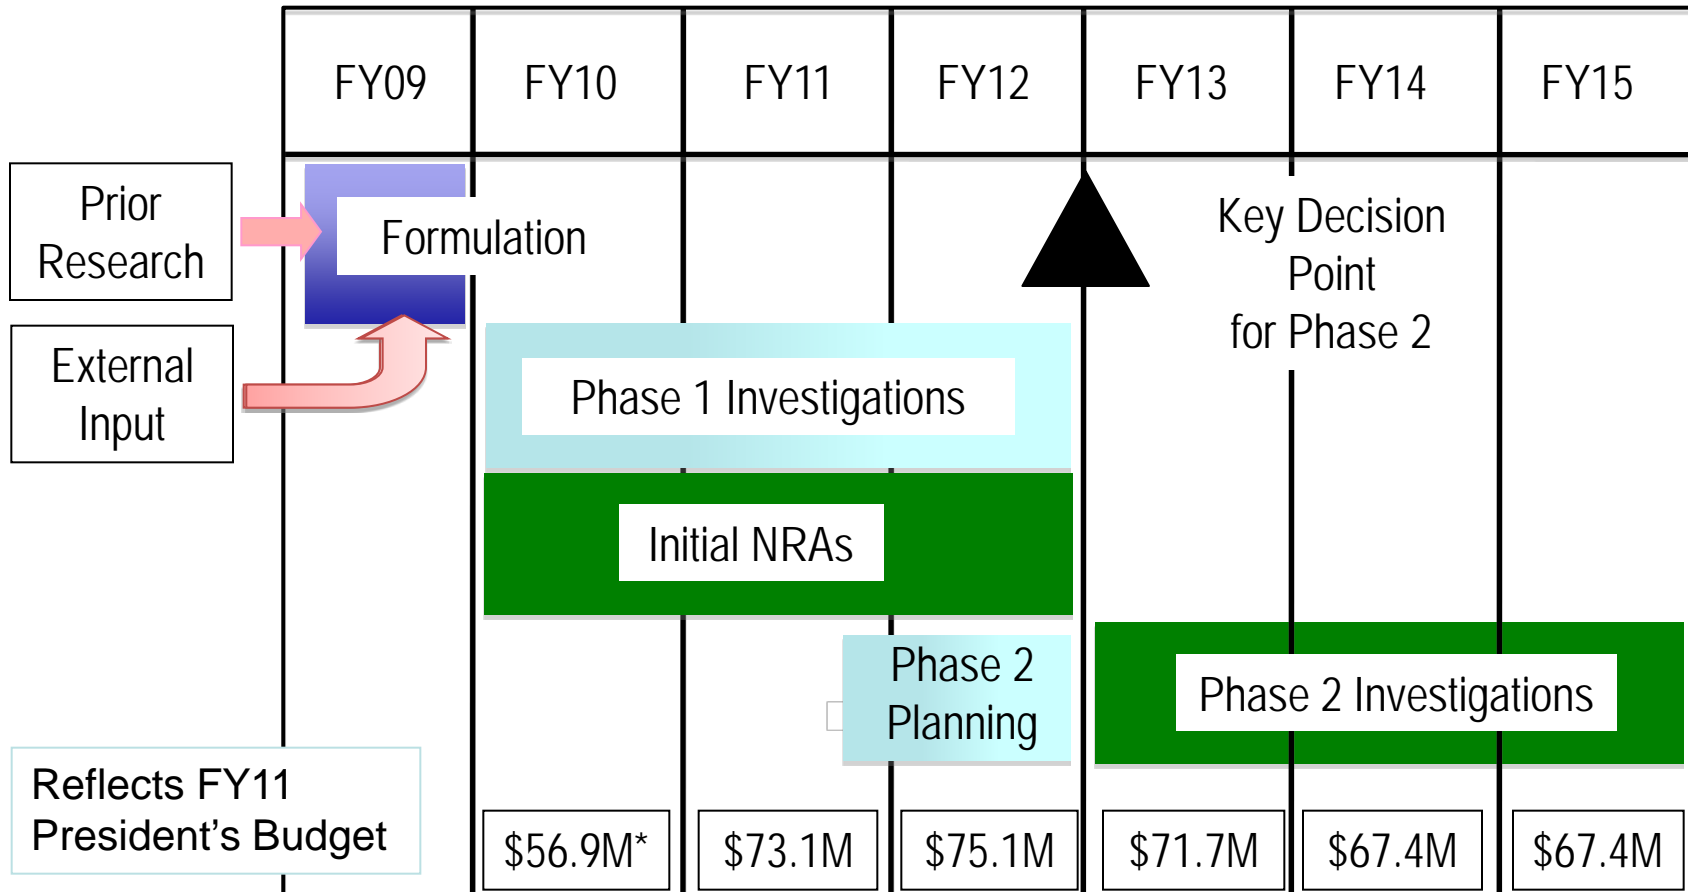 FY09 FY10 FY11 FY12 FY13 FY14 FY15
Prior
Research
Formulation
Key Decision
Point
for Phase 2
External
Input
Phase 1 Investigations
Initial NRAs
Phase 2
Planning
Phase 2 Investigations
Reflects FY11
President’s Budget
$56.9M* $73.1M $75.1M $71.7M $67.4M $67.4M